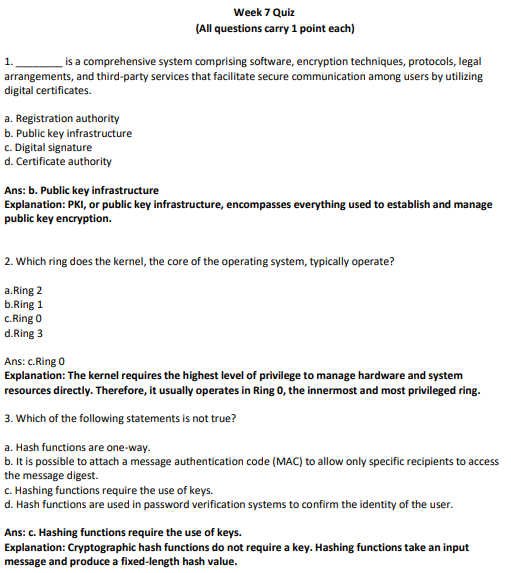 Week 7 Quiz
(All questions carry 1 point each)
1. ________ is a comprehensive system comprising software, encryption techniques, protocols, legal
arrangements, and third-party services that facilitate secure communication among users by utilizing
digital certificates.
a. Registration authority
b. Public key infrastructure
c. Digital signature
d. Certificate authority
Ans: b. Public key infrastructure
Explanation: PKI, or public key infrastructure, encompasses everything used to establish and manage
public key encryption.
2. Which ring does the kernel, the core of the operating system, typically operate?
a.Ring 2
b.Ring 1
c.Ring 0
d.Ring 3
Ans: c.Ring 0
Explanation: The kernel requires the highest level of privilege to manage hardware and system
resources directly. Therefore, it usually operates in Ring 0, the innermost and most privileged ring.
3. Which of the following statements is not true?
a. Hash functions are one-way.
b. It is possible to attach a message authentication code (MAC) to allow only specific recipients to access
the message digest.
c. Hashing functions require the use of keys.
d. Hash functions are used in password verification systems to confirm the identity of the user.
Ans: c. Hashing functions require the use of keys.
Explanation: Cryptographic hash functions do not require a key. Hashing functions take an input
message and produce a fixed-length hash value.